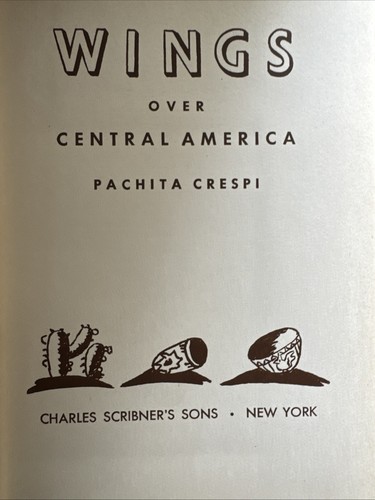 WINGS
OVER
CENTRAL AMERICA
PACHITA CRESPI
CHARLES SCRIBNER'S SONS • NEW YORK